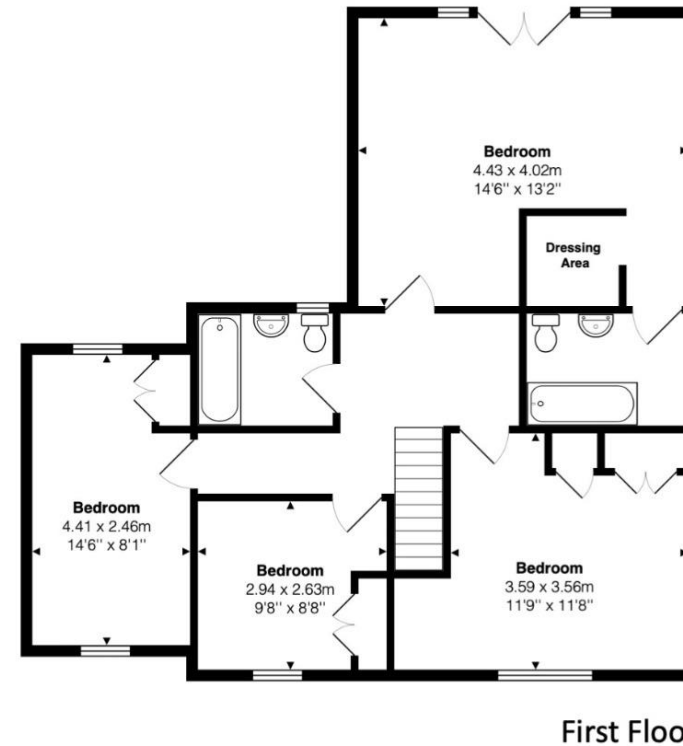 Bedroom
4.43 x 4.02m
14'6" x 13'2"
Dressing
Area
Bedroom
4.41 x 2.46m
14'6" x 8'1"
Bedroom
2.94 x 2.63m
9'8" x 8'8"
Bedroom
3.59 x 3.56m
11'9" x 11'8"
First Floo